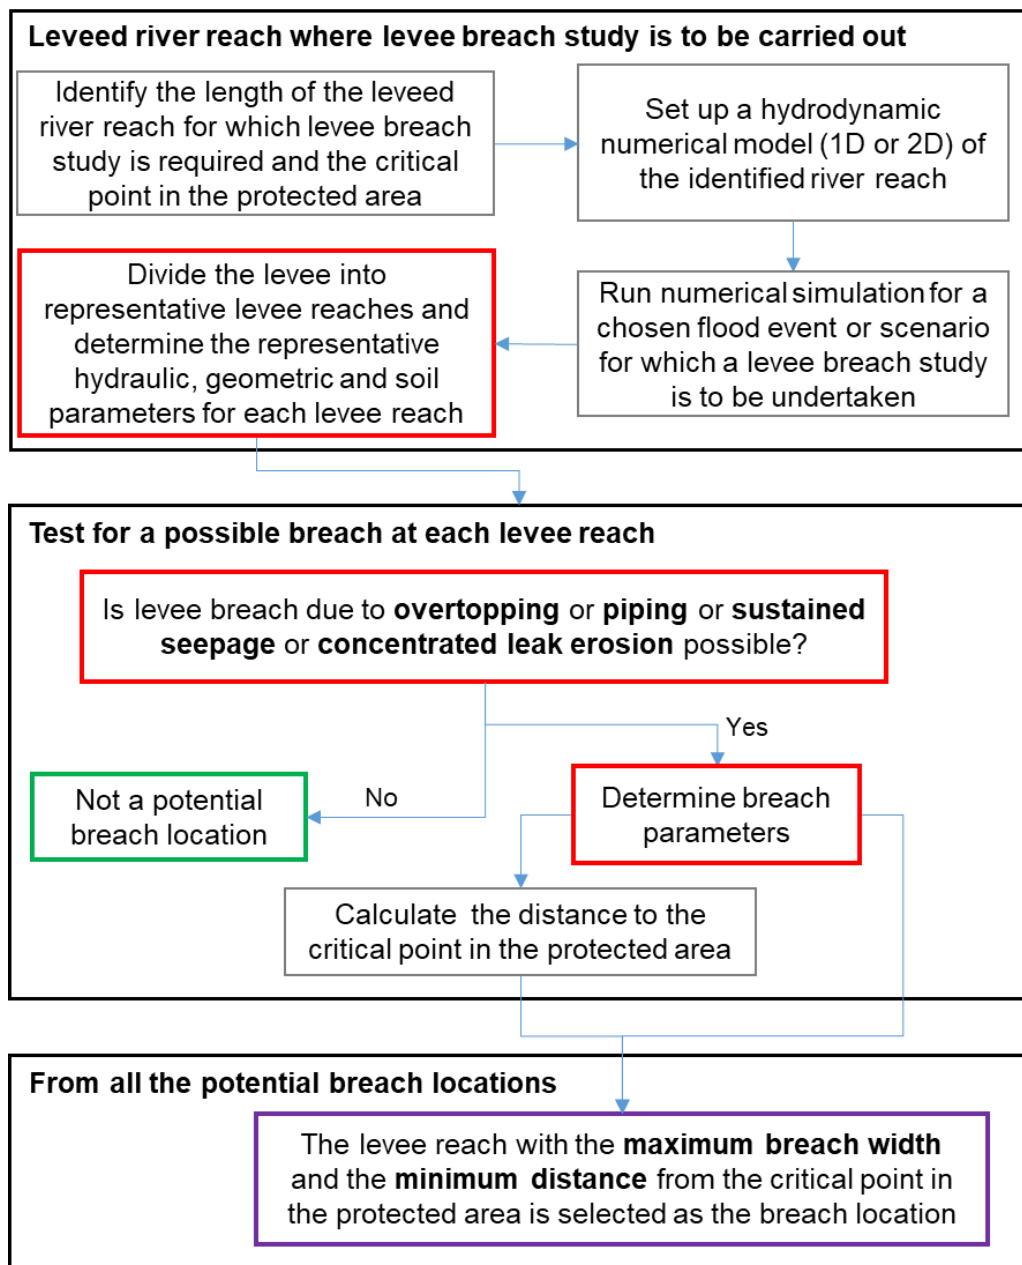 Leveed river reach where levee breach study is to be carried out
Identify the length of the leveed
river reach for which levee breach
study is required and the critical
point in the protected area
Set up a hydrodynamic
numerical model (1D or 2D) of
the identified river reach
Run numerical simulation for a
chosen flood event or scenario
for which a levee breach study
is to be undertaken
Divide the levee into
representative levee reaches and
determine the representative
hydraulic, geometric and soil
parameters for each levee reach
Test for a possible breach at each levee reach
Is levee breach due to overtopping or piping or sustained
seepage or concentrated leak erosion possible?
Yes
No
Not a potential
breach location
Determine breach
parameters
Calculate the distance to the
critical point in the protected area
From all the potential breach locations
The levee reach with the maximum breach width
and the minimum distance from the critical point in
the protected area is selected as the breach location